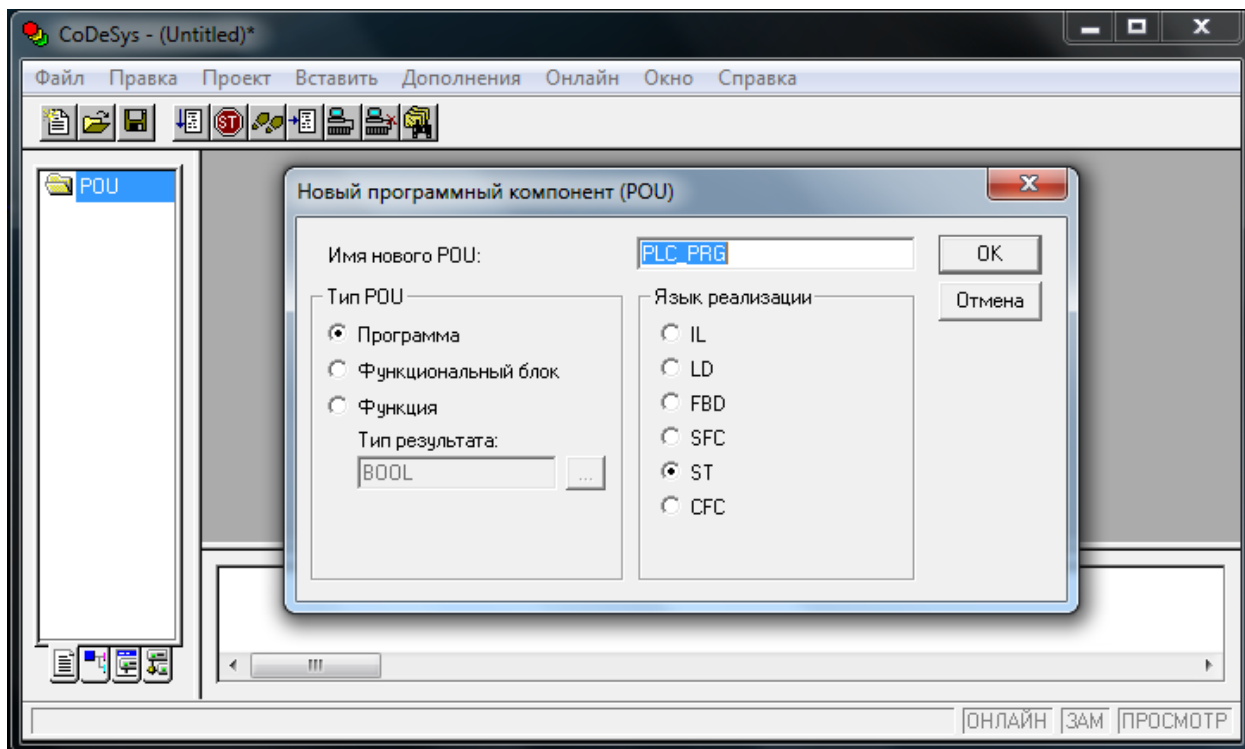 CoDeSys - (Untitled)*
Файл Правка Проект Вставить Дополнения Онлайн Окно Справка
ST
POU
Новый программный компонент (POU)
Имя нового POU:
PLC_PRG
OK
Отмена
Тип POU
Программа
Функциональный блок
Функция
Тип результата:
BOOL
...
Язык реализации
IL
LD
FBD
SFC
ST
CFC
ОНЛАЙН ЗАМ ПРОСМОТР